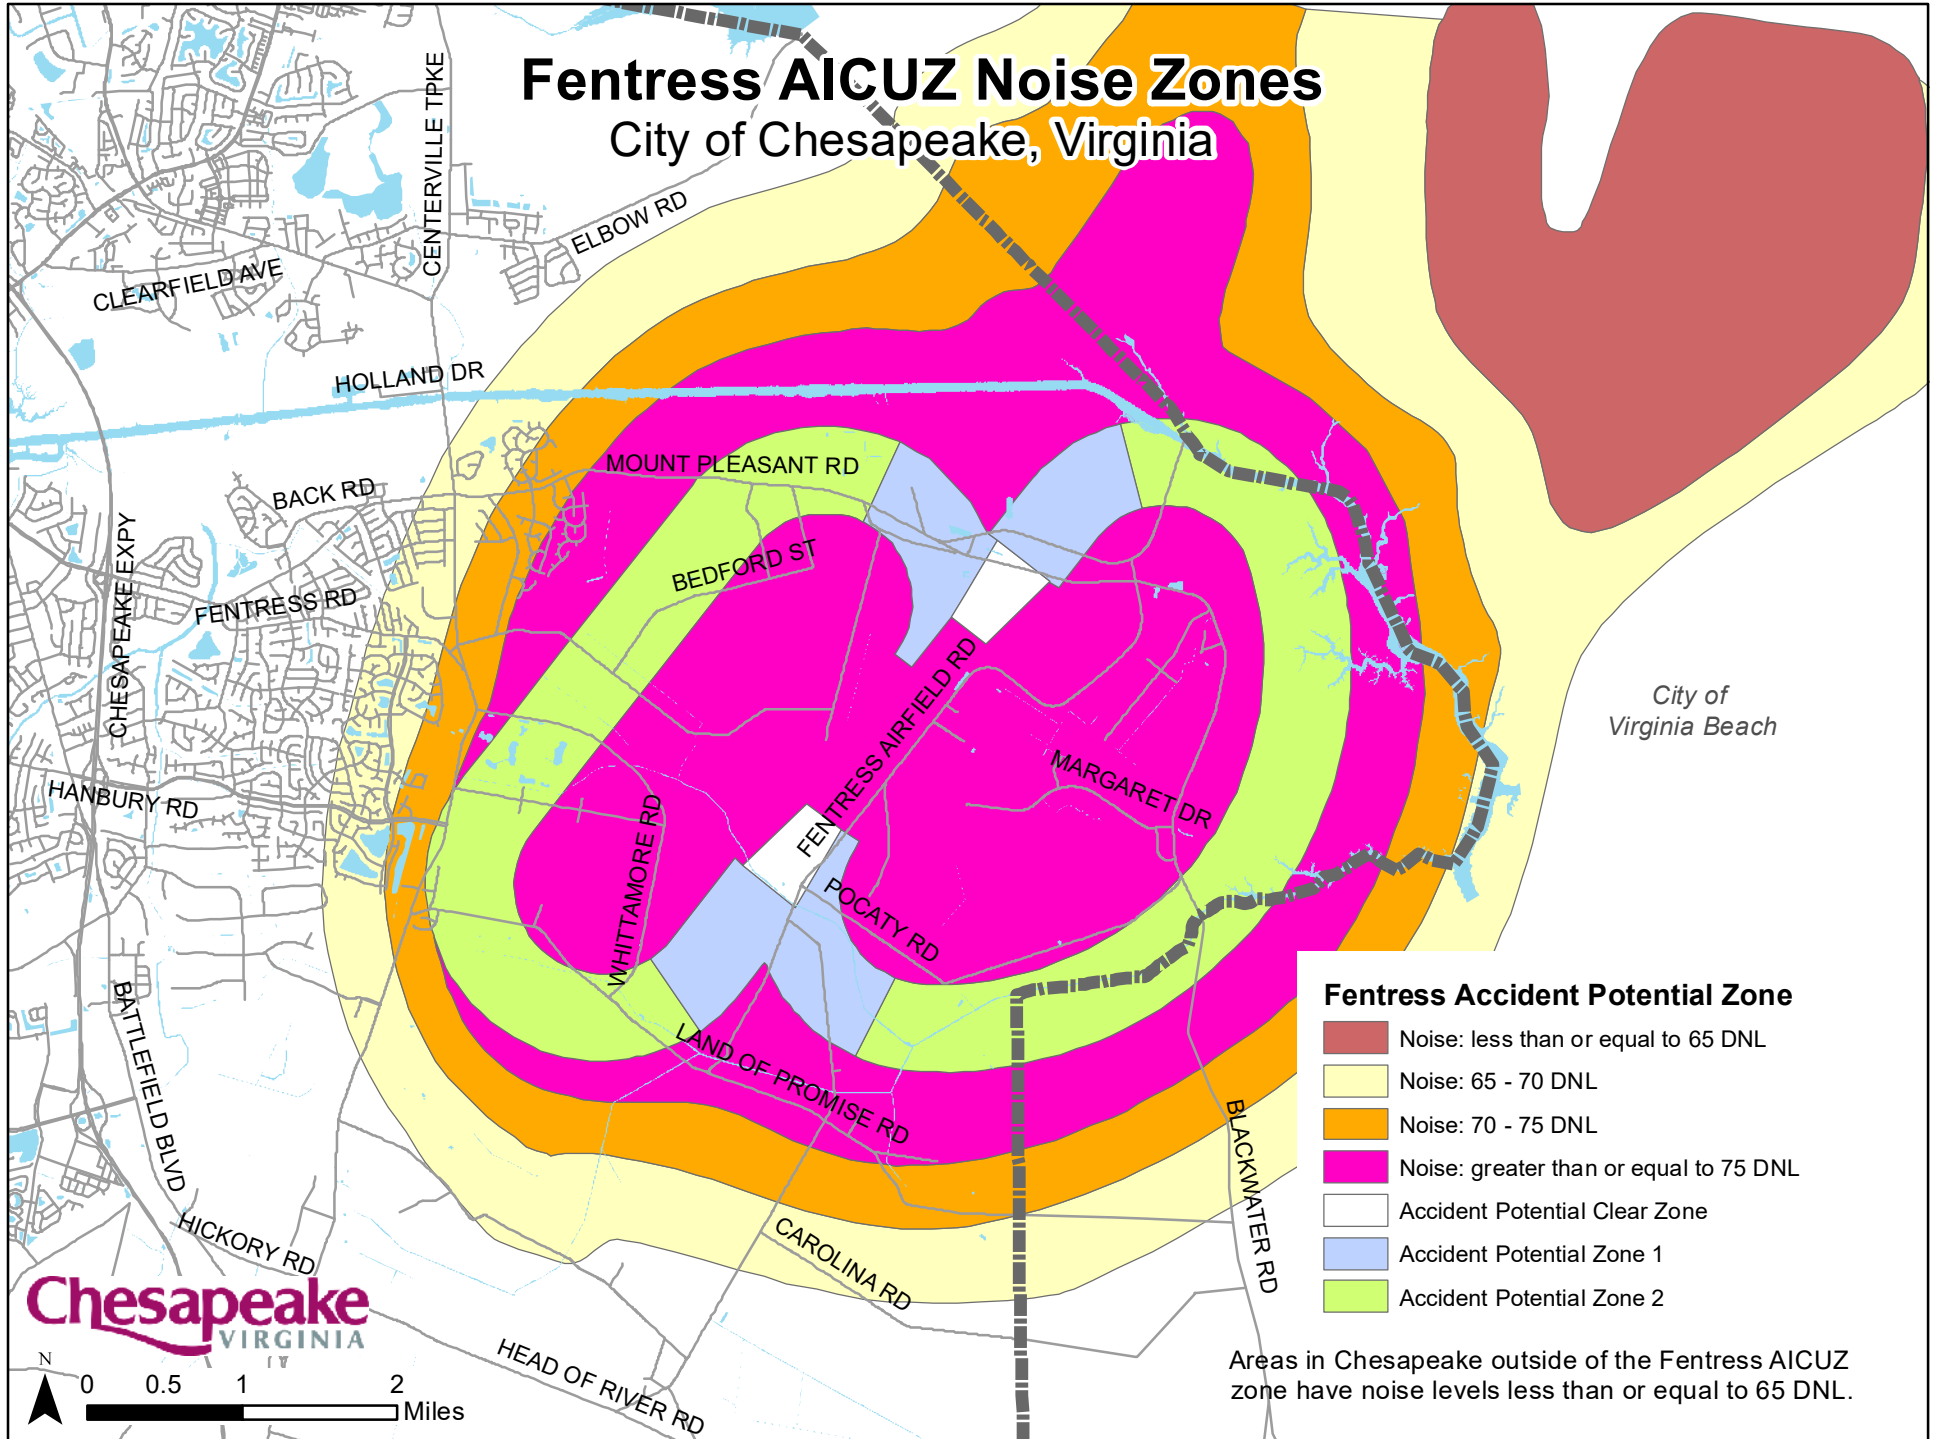 Fentress AICUZ Noise Zones
City of Chesapeake, Virginia
CENTERVILLE TPKE
ELBOW RD
CLEARFIELD AVE
HOLLAND DR
MOUNT PLEASANT RD
BACK RD
CHESAPEAKE EXPY
BEDFORD ST
FENTRESS RD
FENTRESS AIRFIELD RD
City of
Virginia Beach
MARGARET DR
HANBURY RD
WHITTAMORE RD
POCATY RD
BATTLEFIELD BLVD
LAND OF PROMISE RD
BLACKWATER RD
HICKORY RD
CAROLINA RD
HEAD OF RIVER RD
Fentress Accident Potential Zone
Noise: less than or equal to 65 DNL
Noise: 65 - 70 DNL
Noise: 70 - 75 DNL
Noise: greater than or equal to 75 DNL
Accident Potential Clear Zone
Accident Potential Zone 1
Accident Potential Zone 2
Areas in Chesapeake outside of the Fentress AICUZ
zone have noise levels less than or equal to 65 DNL.
Chesapeake
VIRGINIA
N
0 0.5 1 2
Miles